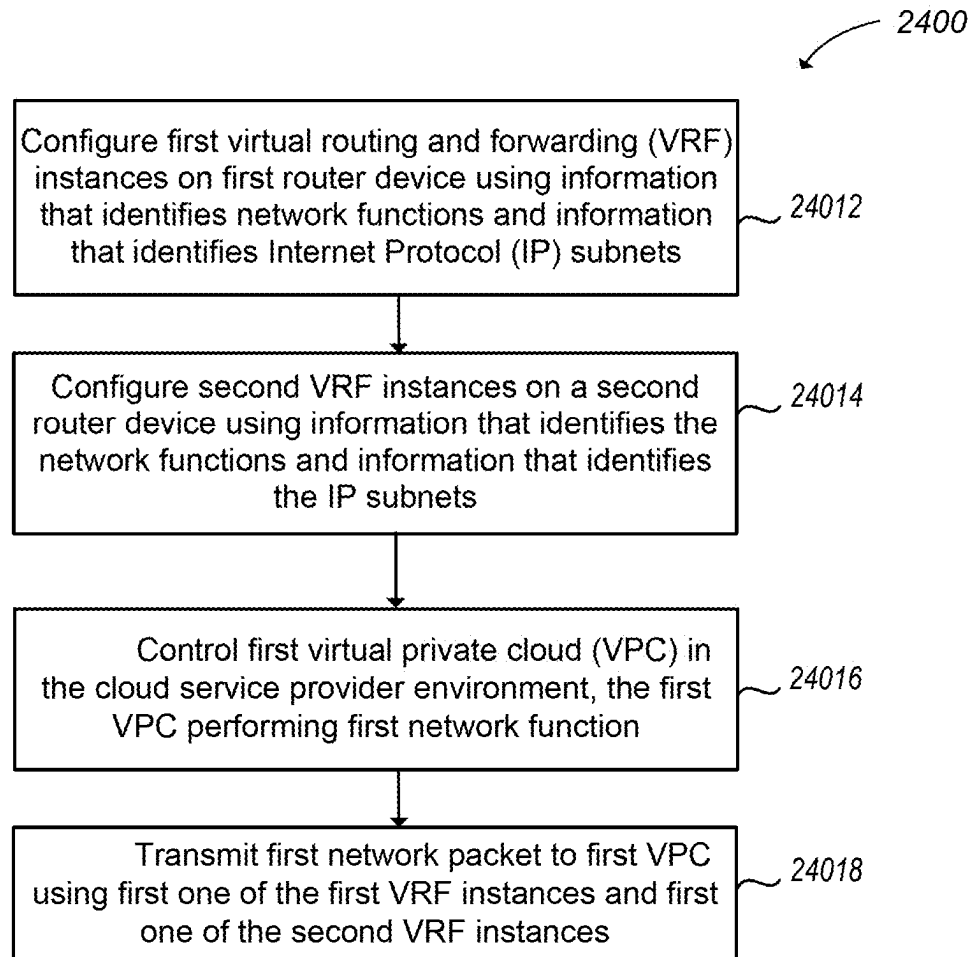 2400
Configure first virtual routing and forwarding (VRF)
instances on first router device using information
that identifies network functions and information
that identifies Internet Protocol (IP) subnets
24012
Configure second VRF instances on a second
router device using information that identifies the
network functions and information that identifies
the IP subnets
24014
Control first virtual private cloud (VPC) in
the cloud service provider environment, the first
VPC performing first network function
24016
Transmit first network packet to first VPC
using first one of the first VRF instances and first
one of the second VRF instances
24018